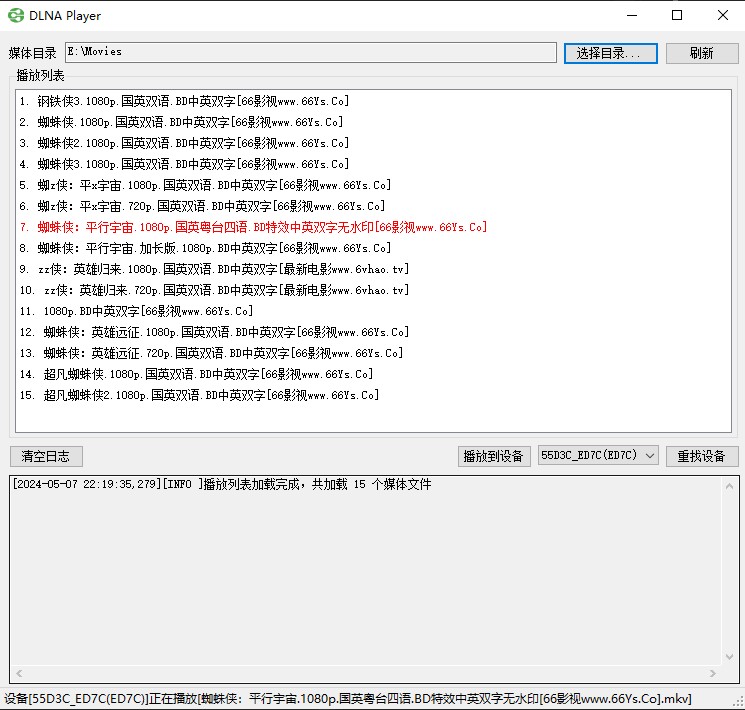 DLNA Player
媒体目录 E:\Movies 选择目录... 刷新
播放列表
1. 钢铁侠3.1080p.国英双语.BD中英双字[66影视www.66Ys.Co]
2. 蜘蛛侠.1080p.国英双语.BD中英双字[66影视www.66Ys.Co]
3. 蜘蛛侠2.1080p.国英双语.BD中英双字[66影视www.66Ys.Co]
4. 蜘蛛侠3.1080p.国英双语.BD中英双字[66影视www.66Ys.Co]
5. 蜘z侠：平x宇宙.1080p.国英双语.BD中英双字[66影视www.66Ys.Co]
6. 蜘z侠：平x宇宙.720p.国英双语.BD中英双字[66影视www.66Ys.Co]
7. 蜘蛛侠：平行宇宙.1080p.国英粤台四语.BD特效中英双字无水印[66影视www.66Ys.Co]
8. 蜘蛛侠：平行宇宙.加长版.1080p.BD中英双字[66影视www.66Ys.Co]
9. zz侠：英雄归来.1080p.国英双语.BD中英双字[最新电影www.6vhao.tv]
10. zz侠：英雄归来.720p.国英双语.BD中英双字[最新电影www.6vhao.tv]
11. 1080p.BD中英双字[66影视www.66Ys.Co]
12. 蜘蛛侠：英雄远征.1080p.国英双语.BD中英双字[66影视www.66Ys.Co]
13. 蜘蛛侠：英雄远征.720p.国英双语.BD中英双字[66影视www.66Ys.Co]
14. 超凡蜘蛛侠.1080p.国英双语.BD中英双字[66影视www.66Ys.Co]
15. 超凡蜘蛛侠2.1080p.国英双语.BD中英双字[66影视www.66Ys.Co]
清空日志 播放到设备 55D3C_ED7C(ED7C) 重找设备
[2024-05-07 22:19:35,279][INFO ]播放列表加载完成，共加载 15 个媒体文件
设备[55D3C_ED7C(ED7C)]正在播放[蜘蛛侠：平行宇宙.1080p.国英粤台四语.BD特效中英双字无水印[66影视www.66Ys.Co].mkv]